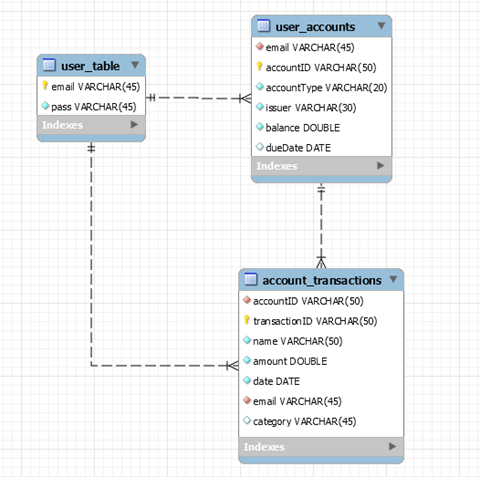 user_table
email VARCHAR(45)
pass VARCHAR(45)
Indexes
user_accounts
email VARCHAR(45)
accountID VARCHAR(50)
accountType VARCHAR(20)
issuer VARCHAR(30)
balance DOUBLE
dueDate DATE
Indexes
account_transactions
accountID VARCHAR(50)
transactionID VARCHAR(50)
name VARCHAR(50)
amount DOUBLE
date DATE
email VARCHAR(45)
category VARCHAR(45)
Indexes